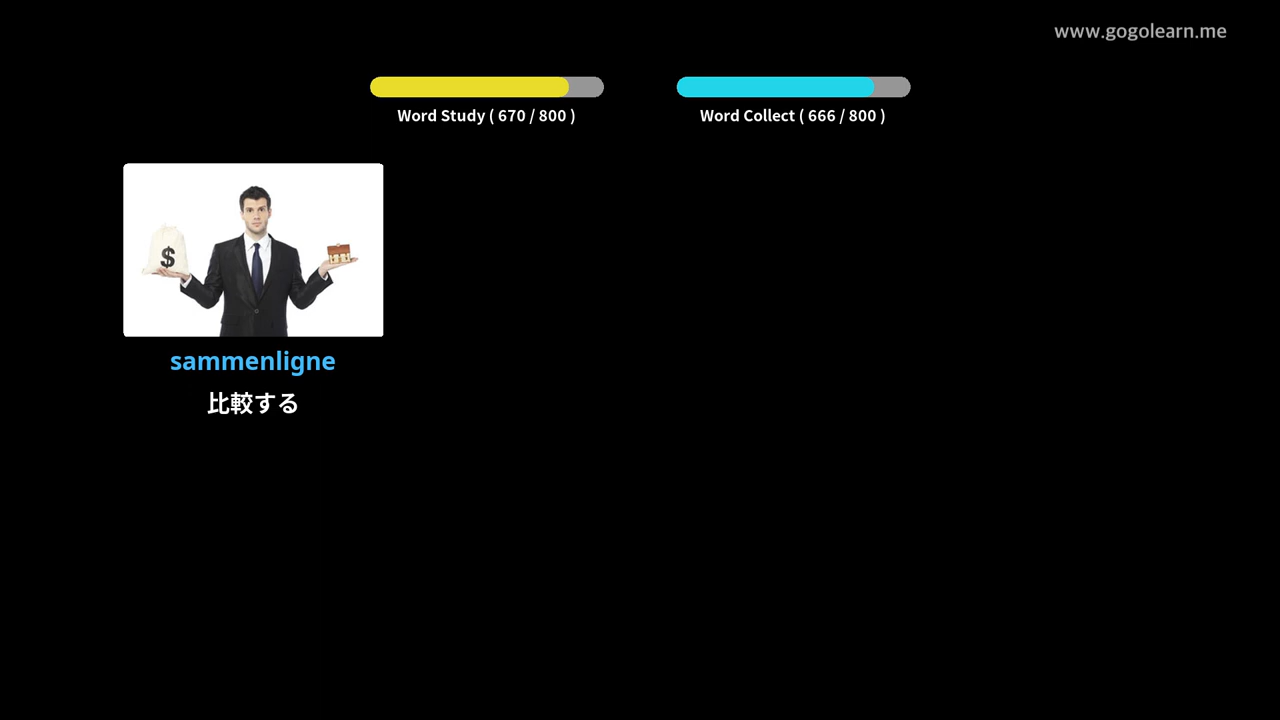 www.gogolearn.me
Word Study ( 670 / 800 )
Word Collect ( 666 / 800 )
$
sammenligne
比較する